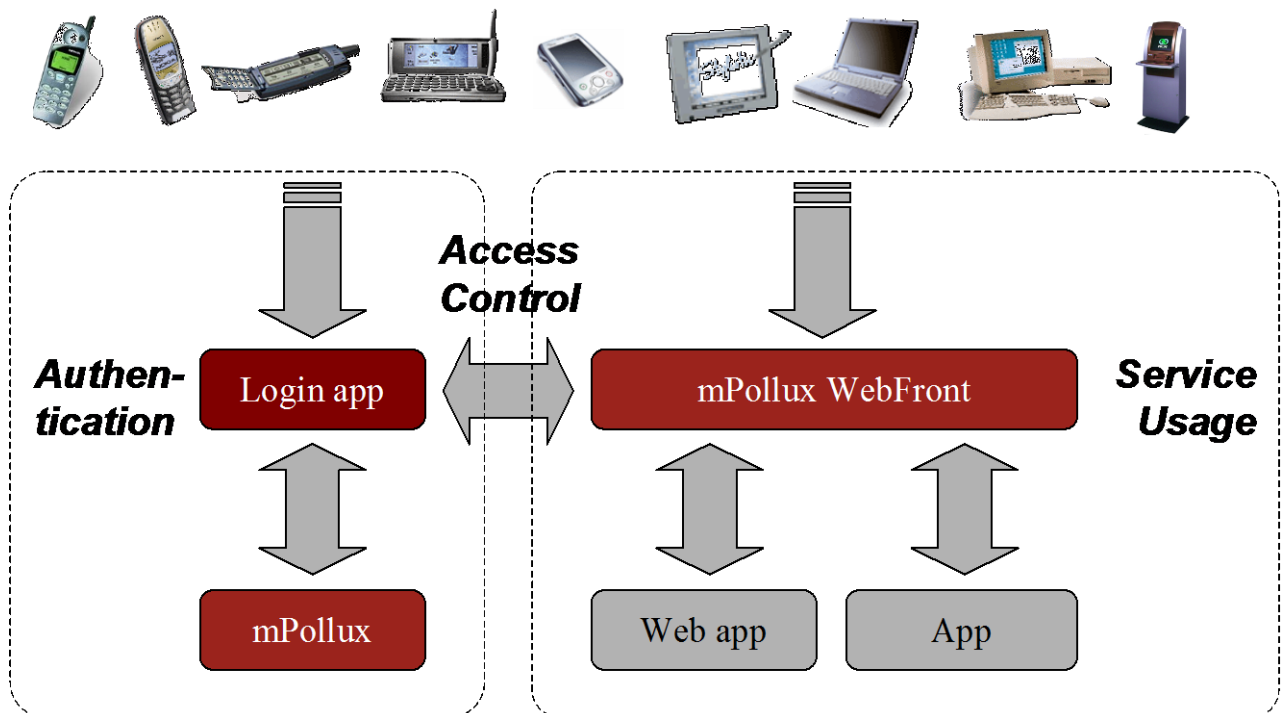 Access
Control
Authen-
tication
Login app
mPollux WebFront
Service
Usage
mPollux
Web app
App